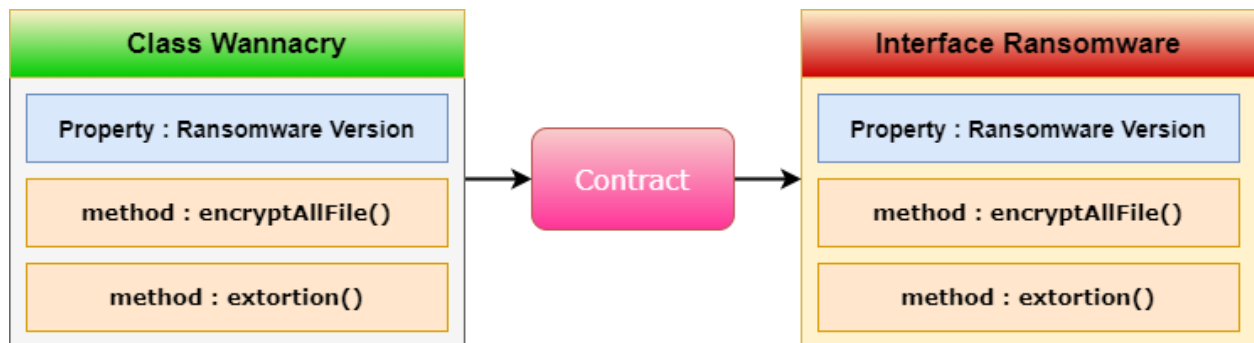 Class Wannacry
Property : Ransomware Version
method : encryptAllFile()
method : extortion()
Contract
Interface Ransomware
Property : Ransomware Version
method : encryptAllFile()
method : extortion()